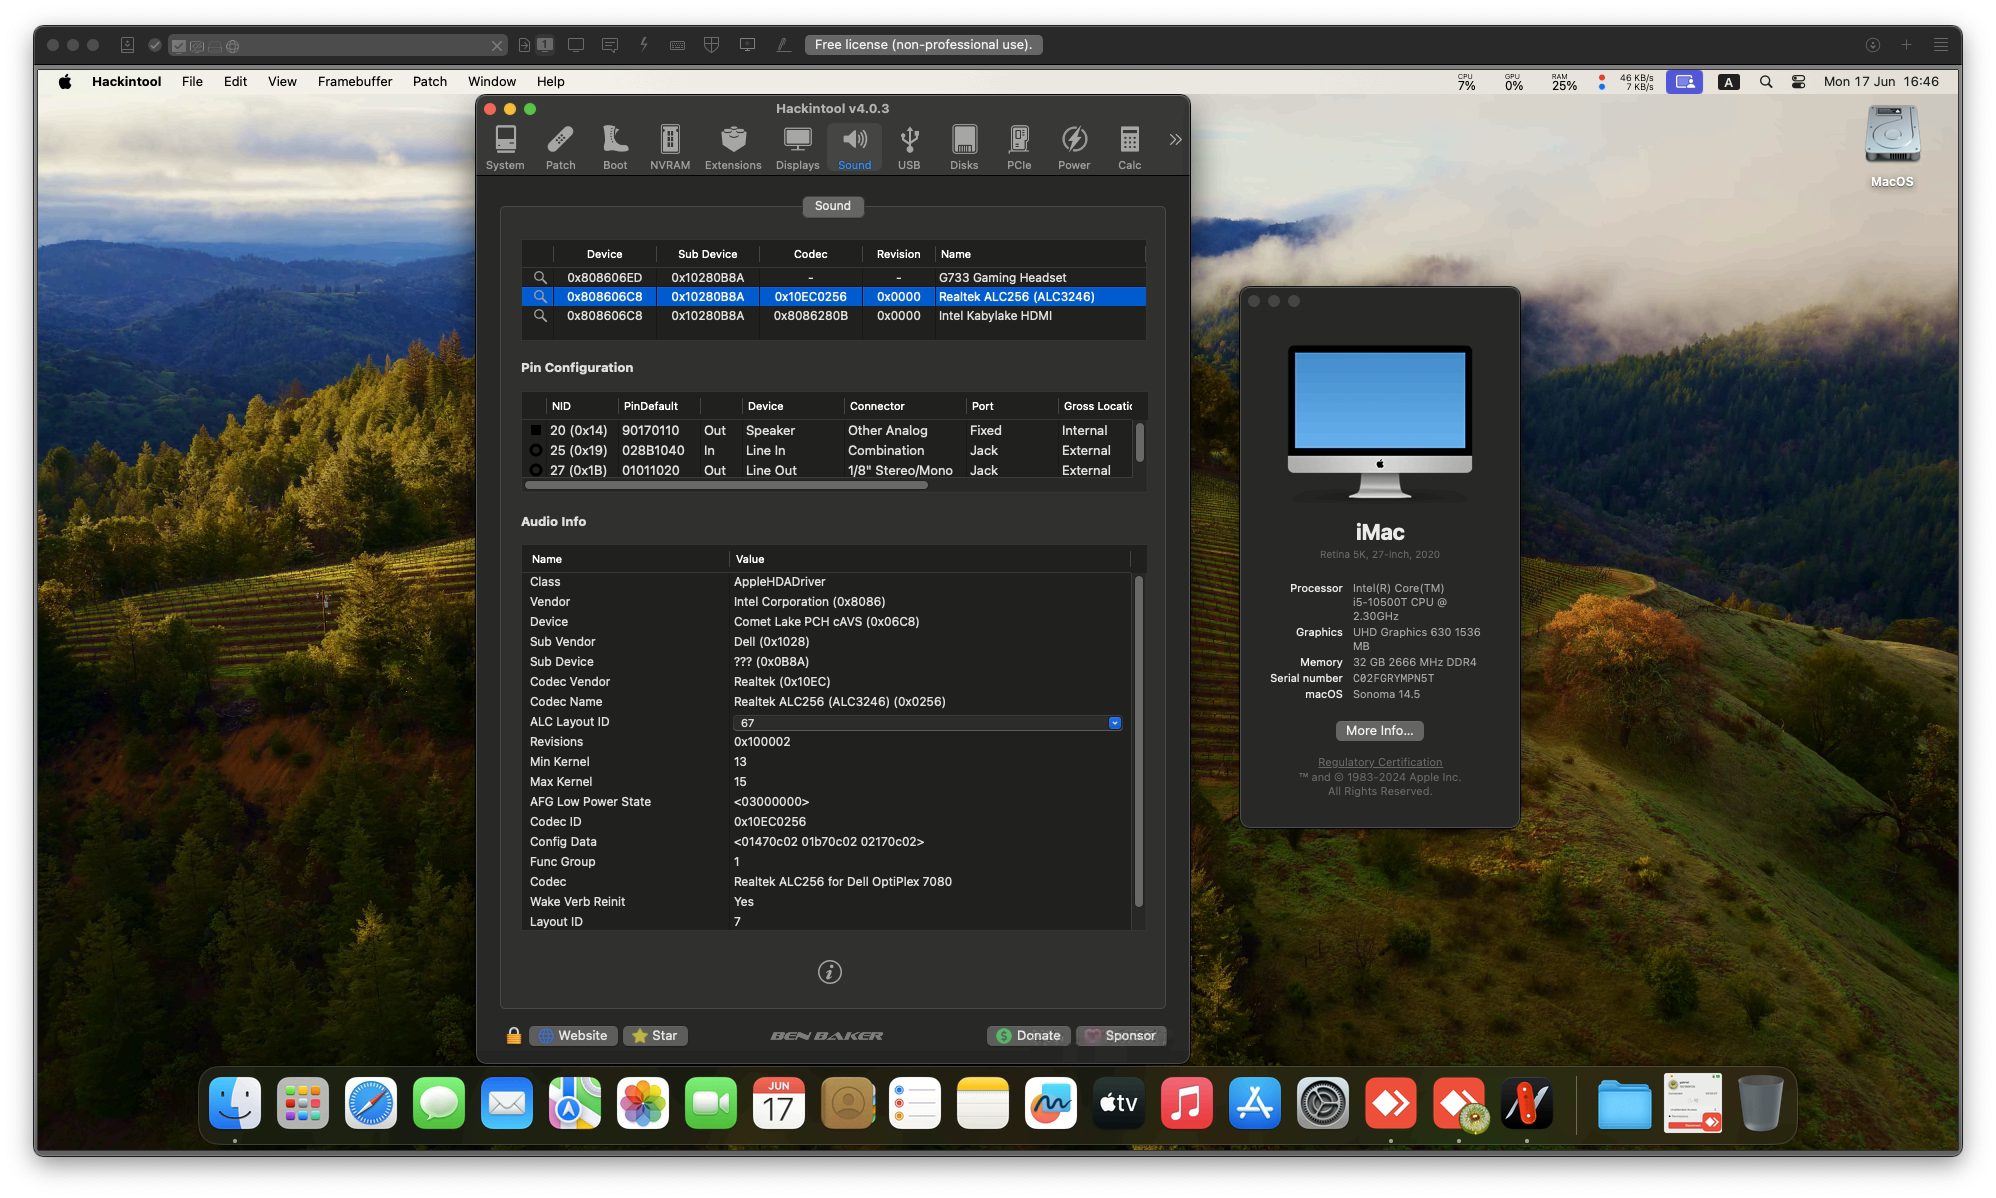 1 Free license (non-professional use).
Hackintool File Edit View Framebuffer Patch Window Help CPU 7% GPU 0% RAM 25% 46 KB/s 7 KB/s A Mon 17 Jun 16:46
MacOS
Hackintool v4.0.3
System Patch Boot NVRAM Extensions Displays Sound USB Disks PCIe Power Calc
Sound
Device Sub Device Codec Revision Name
0x808606ED 0x10280B8A - - G733 Gaming Headset
0x808606C8 0x10280B8A 0x10EC0256 0x0000 Realtek ALC256 (ALC3246)
0x808606C8 0x10280B8A 0x8086280B 0x0000 Intel Kabylake HDMI
Pin Configuration
NID PinDefault Device Connector Port Gross Locatic
20 (0x14) 90170110 Out Speaker Other Analog Fixed Internal
25 (0x19) 028B1040 In Line In Combination Jack External
27 (0x1B) 01011020 Out Line Out 1/8" Stereo/Mono Jack External
Audio Info
Name Value
Class AppleHDADriver
Vendor Intel Corporation (0x8086)
Device Comet Lake PCH cAVS (0x06C8)
Sub Vendor Dell (0x1028)
Sub Device ??? (0x0B8A)
Codec Vendor Realtek (0x10EC)
Codec Name Realtek ALC256 (ALC3246) (0x0256)
ALC Layout ID 67
Revisions 0x100002
Min Kernel 13
Max Kernel 15
AFG Low Power State <03000000>
Codec ID 0x10EC0256
Config Data <01470c02 01b70c02 02170c02>
Func Group 1
Codec Realtek ALC256 for Dell OptiPlex 7080
Wake Verb Reinit Yes
Layout ID 7
Website Star BEN BAKER Donate Sponsor
iMac
Retina 5K, 27-inch, 2020
Processor Intel(R) Core(TM)
i5-10500T CPU @
2.30GHz
Graphics UHD Graphics 630 1536
MB
Memory 32 GB 2666 MHz DDR4
Serial number C02FGRYMPN5T
macOS Sonoma 14.5
More Info...
Regulatory Certification
™ and © 1983-2024 Apple Inc.
All Rights Reserved.
JUN
17
tv